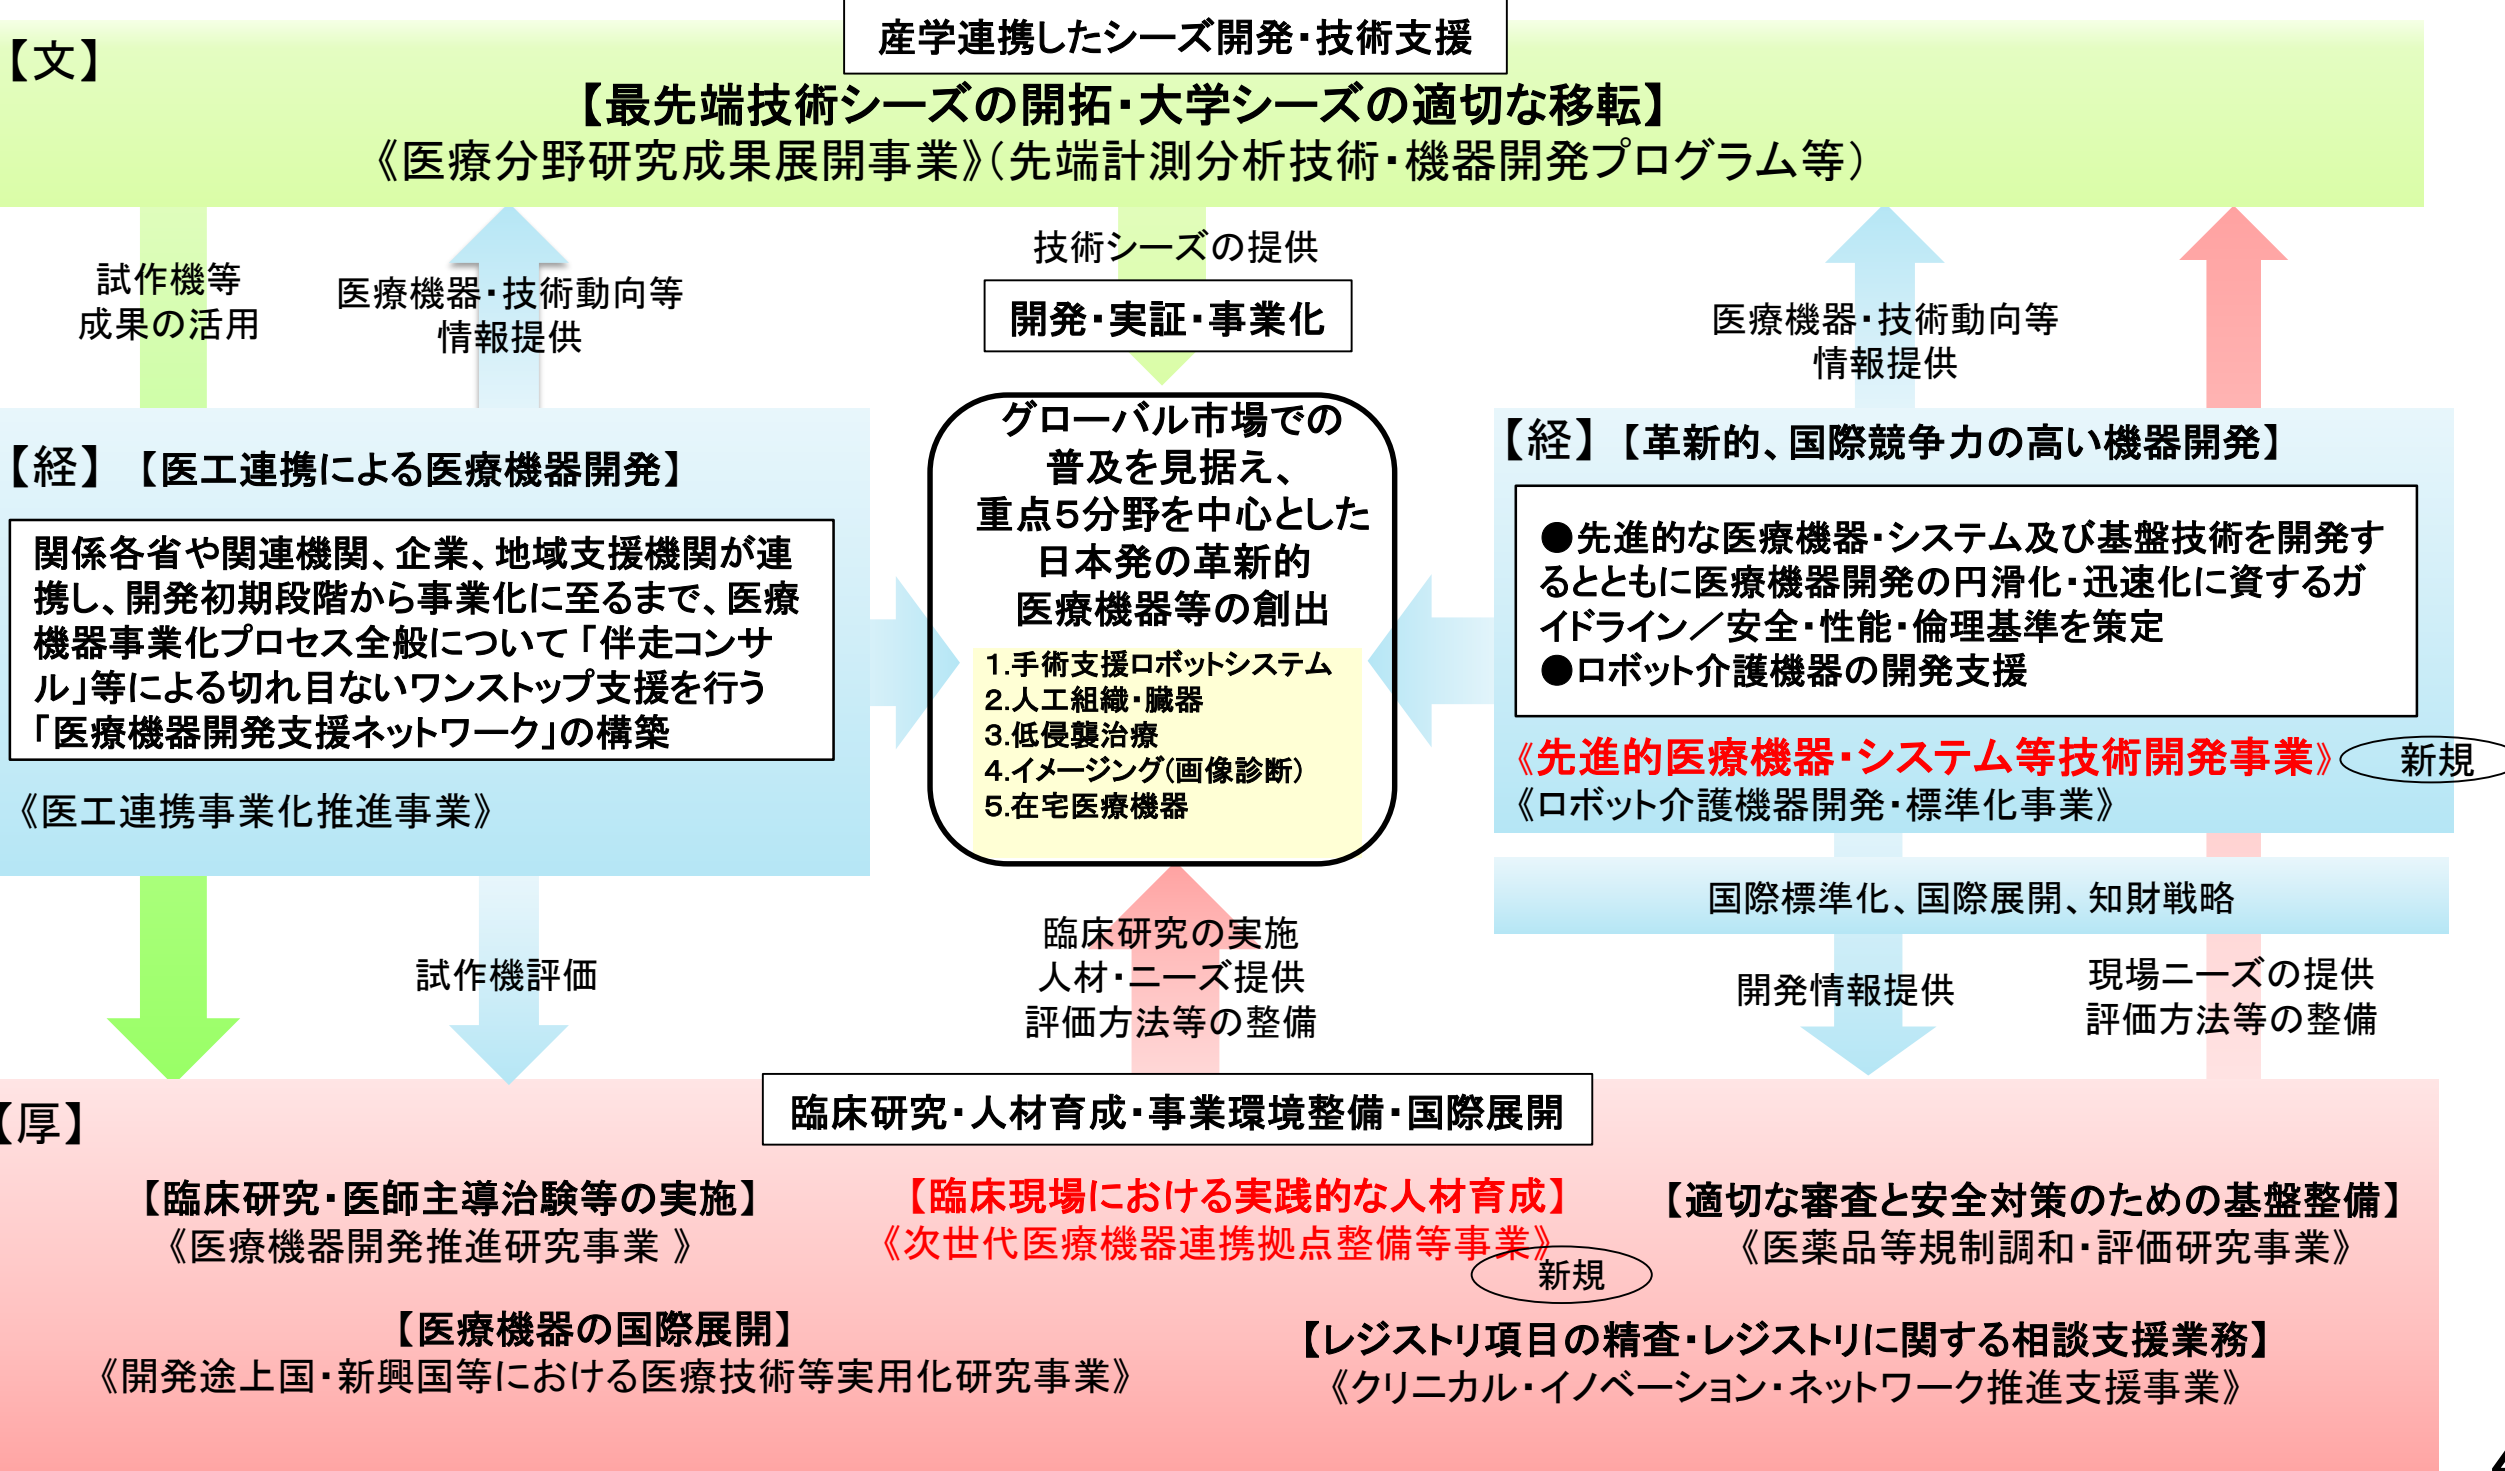 産学連携したシーズ開発・技術支援
【文】
【最先端技術シーズの開拓・大学シーズの適切な移転】
《医療分野研究成果展開事業》（先端計測分析技術・機器開発プログラム等）
試作機等
成果の活用
医療機器・技術動向等
情報提供
技術シーズの提供
開発・実証・事業化
医療機器・技術動向等
情報提供
【経】
【医工連携による医療機器開発】
関係各省や関連機関、企業、地域支援機関が連
携し、開発初期段階から事業化に至るまで、医療
機器事業化プロセス全般について「伴走コンサ
ル」等による切れ目ないワンストップ支援を行う
「医療機器開発支援ネットワーク」の構築
《医工連携事業化推進事業》
グローバル市場での
普及を見据え、
重点５分野を中心とした
日本発の革新的
医療機器等の創出
１.手術支援ロボットシステム
２.人工組織・臓器
３.低侵襲治療
４.イメージング(画像診断)
５.在宅医療機器
【経】【革新的、国際競争力の高い機器開発】
●先進的な医療機器・システム及び基盤技術を開発す
るとともに医療機器開発の円滑化・迅速化に資するガ
イドライン／安全・性能・倫理基準を策定
●ロボット介護機器の開発支援
《先進的医療機器・システム等技術開発事業》
新規
《ロボット介護機器開発・標準化事業》
国際標準化、国際展開、知財戦略
試作機評価
臨床研究の実施
人材・ニーズ提供
評価方法等の整備
開発情報提供
現場ニーズの提供
評価方法等の整備
【厚】
臨床研究・人材育成・事業環境整備・国際展開
【臨床研究・医師主導治験等の実施】
《医療機器開発推進研究事業 》
【臨床現場における実践的な人材育成】
《次世代医療機器連携拠点整備等事業》
新規
【適切な審査と安全対策のための基盤整備】
《医薬品等規制調和・評価研究事業》
【医療機器の国際展開】
《開発途上国・新興国等における医療技術等実用化研究事業》
【レジストリ項目の精査・レジストリに関する相談支援業務】
《クリニカル・イノベーション・ネットワーク推進支援事業》